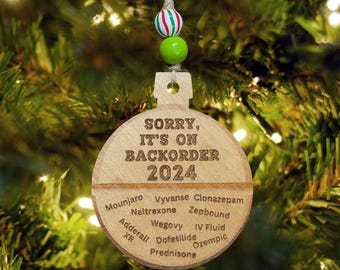 SORRY,
IT'S ON
BACKORDER
2024
Mounjaro Vyvanse Clonazepam
Naltrexone Zepbound
Adderall XR Wegovy IV Fluid
Dofetilide Ozempic
Prednisone